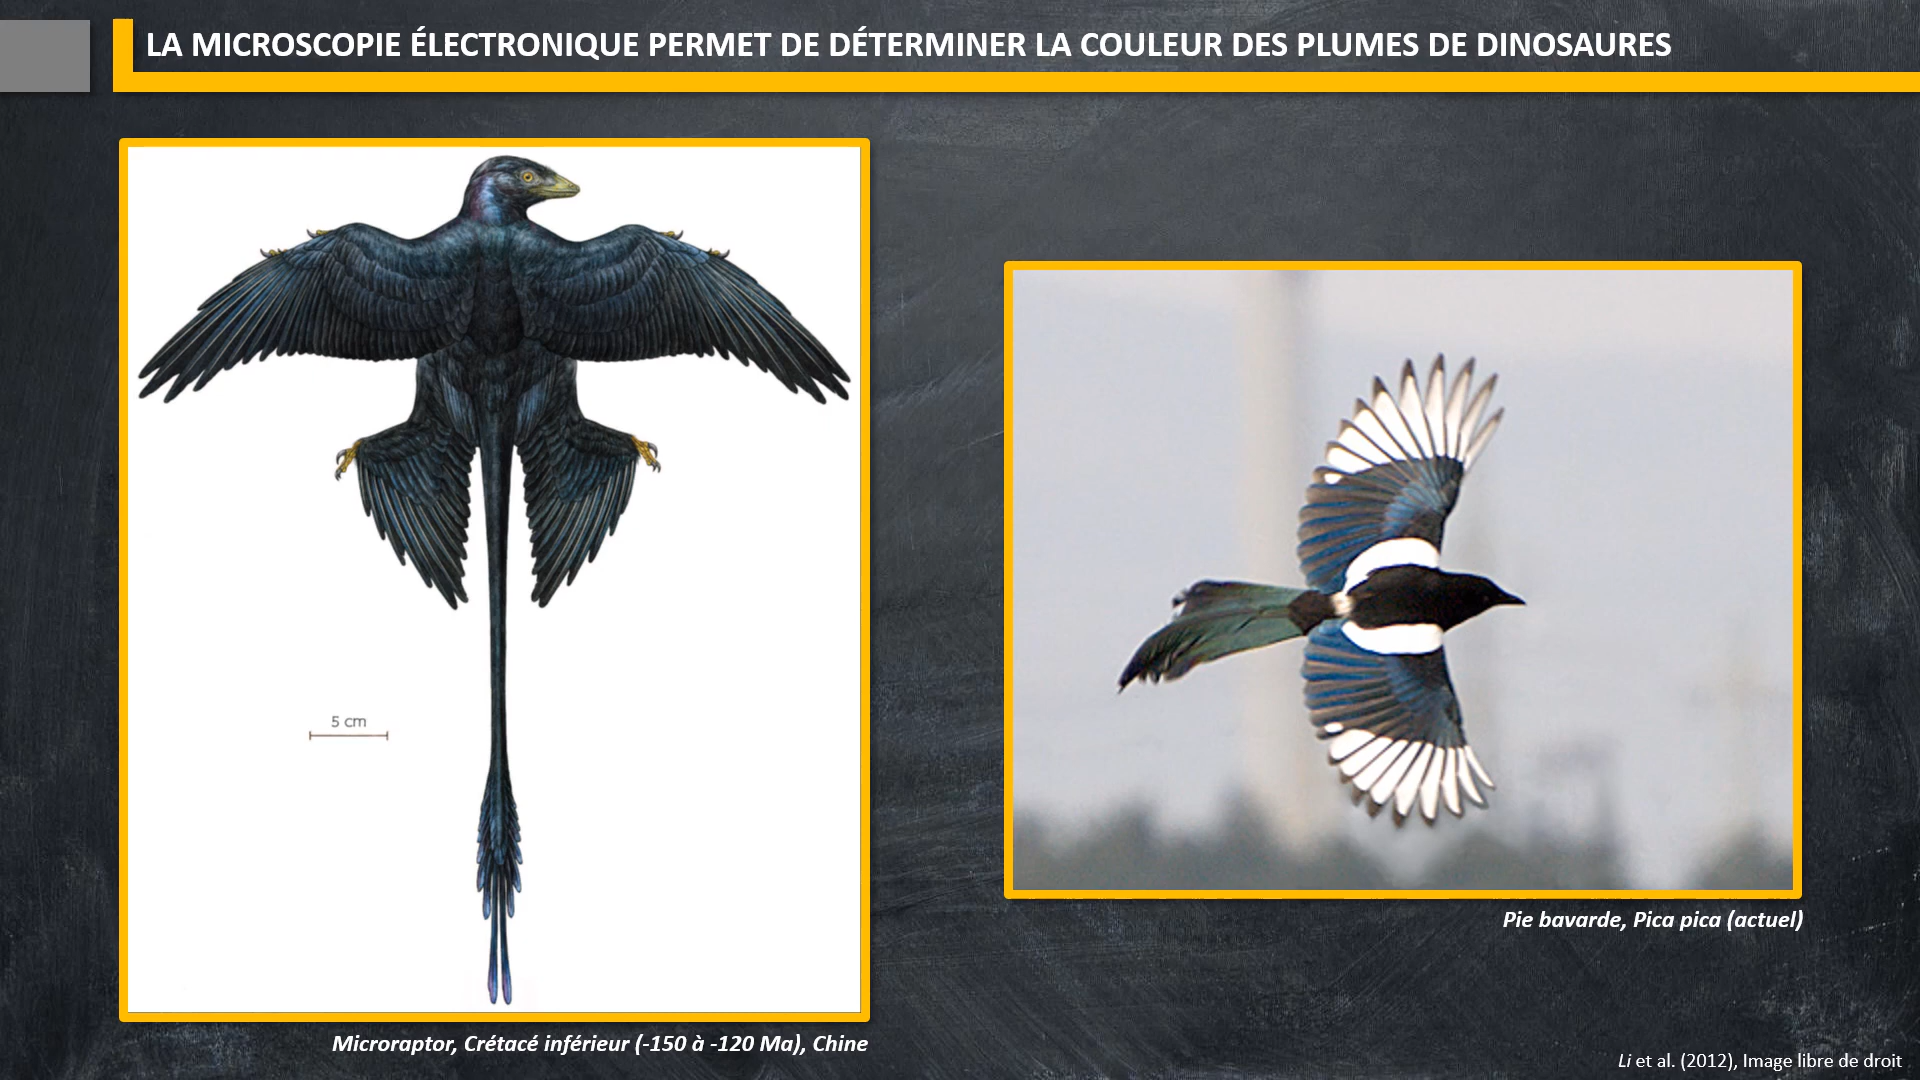 LA MICROSCOPIE ÉLECTRONIQUE PERMET DE DÉTERMINER LA COULEUR DES PLUMES DE DINOSAURES
5 cm
Pie bavarde, Pica pica (actuel)
Microraptor, Crétacé inférieur (-150 à -120 Ma), Chine
Li et al. (2012), Image libre de droit